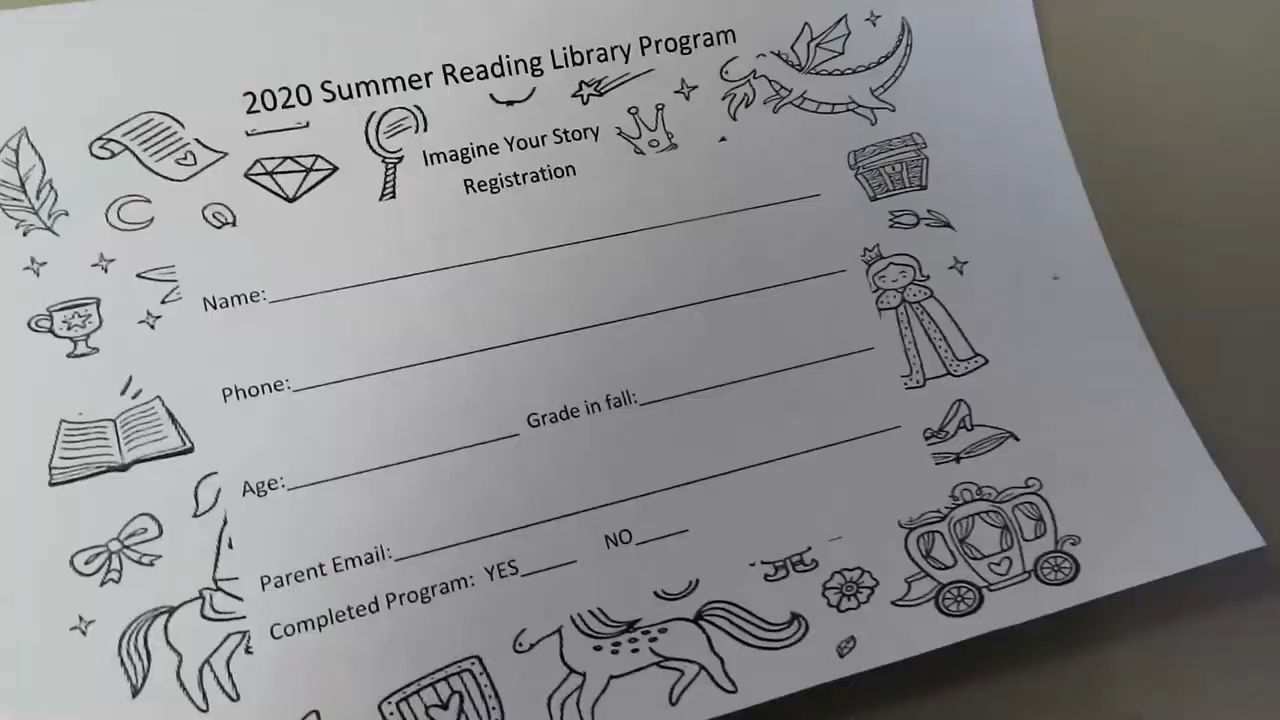 2020 Summer Reading Library Program
Imagine Your Story
Registration
Name:
Phone:
Age: Grade in fall:
Parent Email:
Completed Program: YES NO